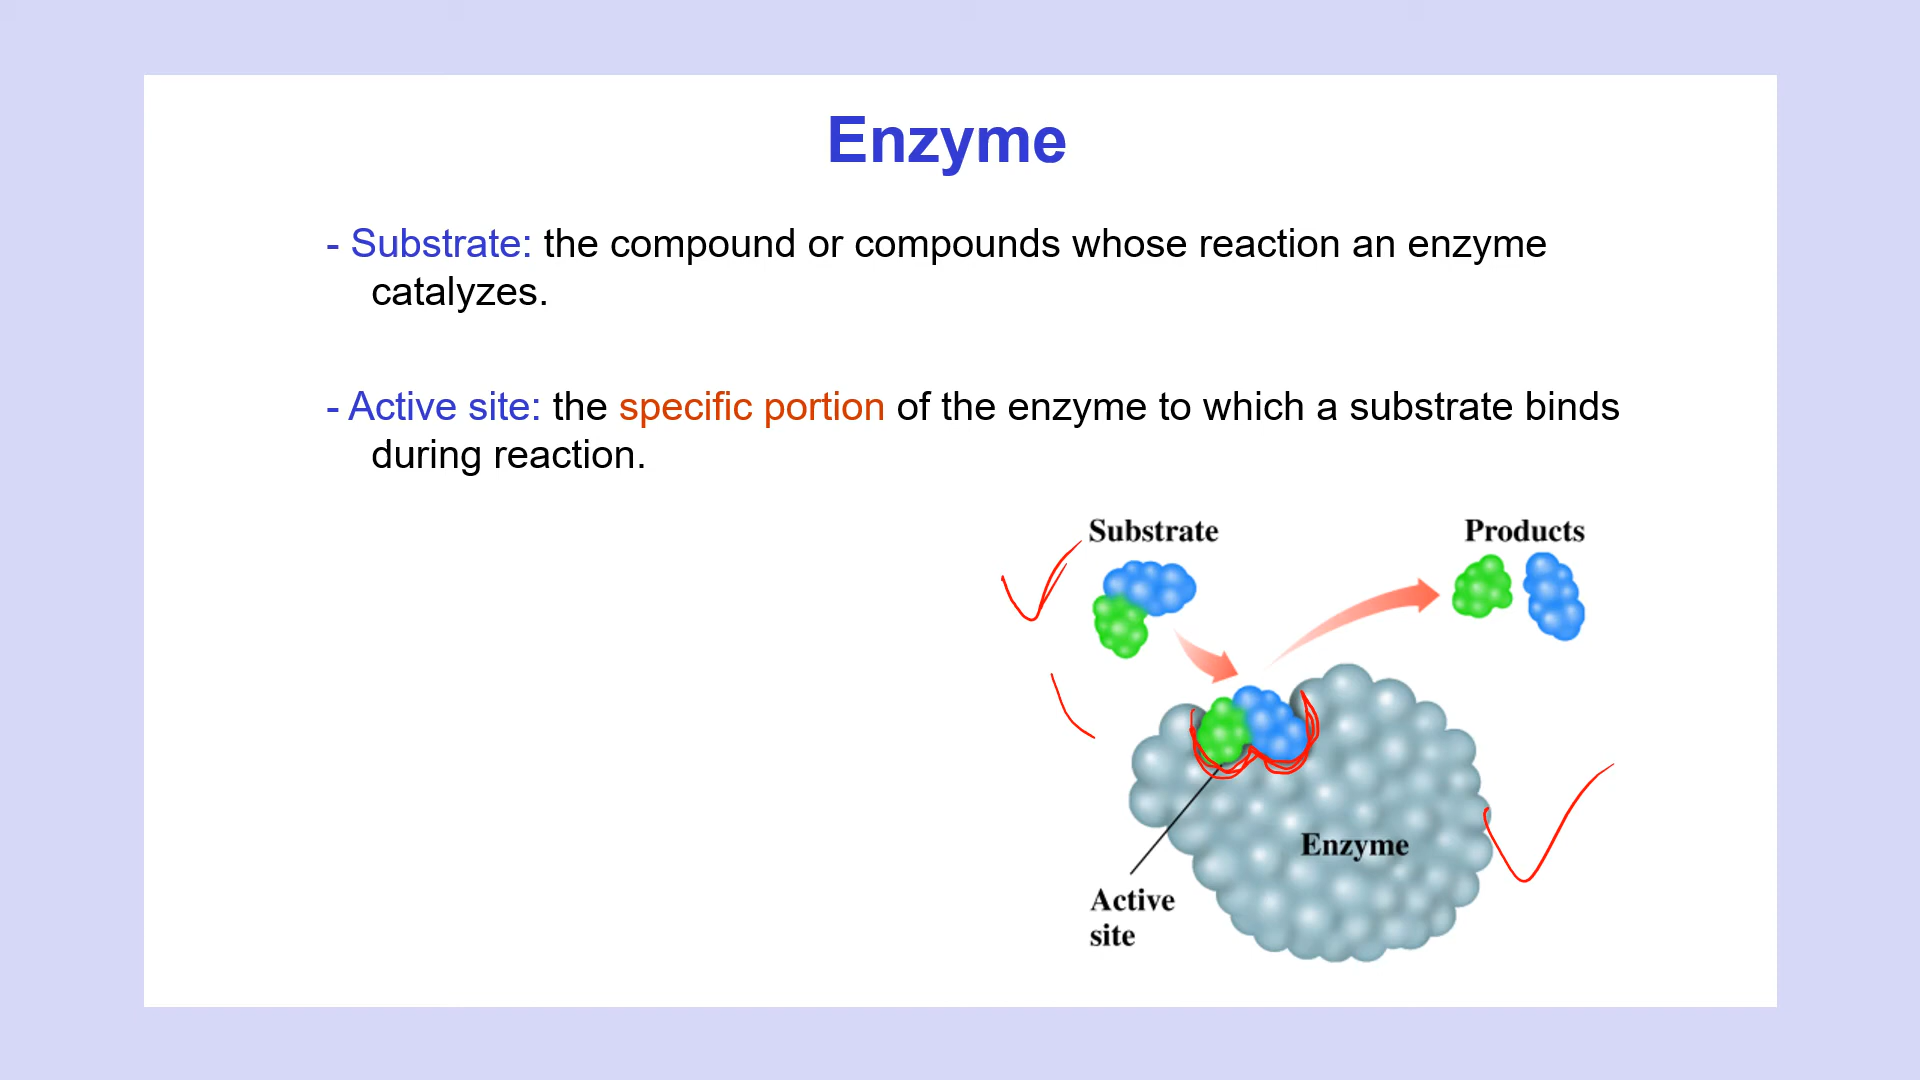 Enzyme
- Substrate: the compound or compounds whose reaction an enzyme
catalyzes.
- Active site: the specific portion of the enzyme to which a substrate binds
during reaction.
Substrate
Products
Enzyme
Active
site